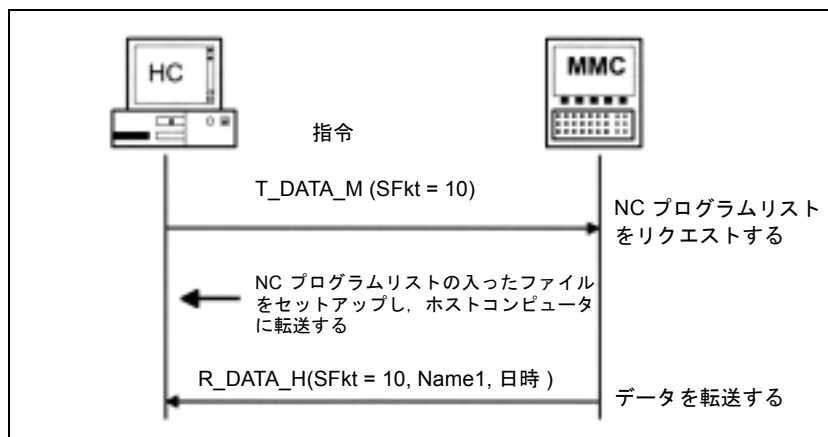 HC
MMC
指令
T_DATA_M (SFkt = 10)
NC プログラムリスト
をリクエストする
NC プログラムリストの入ったファイル
をセットアップし，ホストコンピュータ
に転送する
R_DATA_H(SFkt = 10, Name1, 日時 )
データを転送する